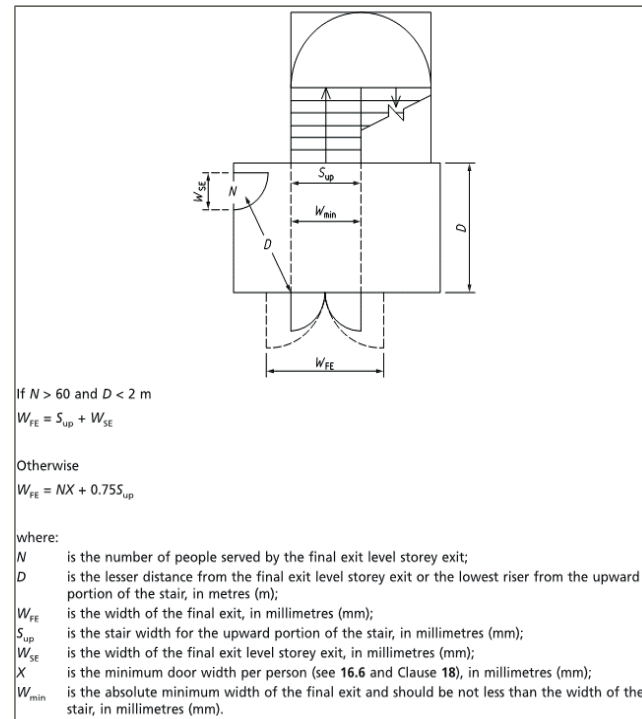 S_up
W_SE
N
W_min
D
D
W_FE
If N > 60 and D < 2 m
W_FE = S_up + W_SE
Otherwise
W_FE = NX + 0.75S_up
where:
N is the number of people served by the final exit level storey exit;
D is the lesser distance from the final exit level storey exit or the lowest riser from the upward
portion of the stair, in metres (m);
W_FE is the width of the final exit, in millimetres (mm);
S_up is the stair width for the upward portion of the stair, in millimetres (mm);
W_SE is the width of the final exit level storey exit, in millimetres (mm);
X is the minimum door width per person (see 16.6 and Clause 18), in millimetres (mm);
W_min is the absolute minimum width of the final exit and should be not less than the width of the
stair, in millimetres (mm).